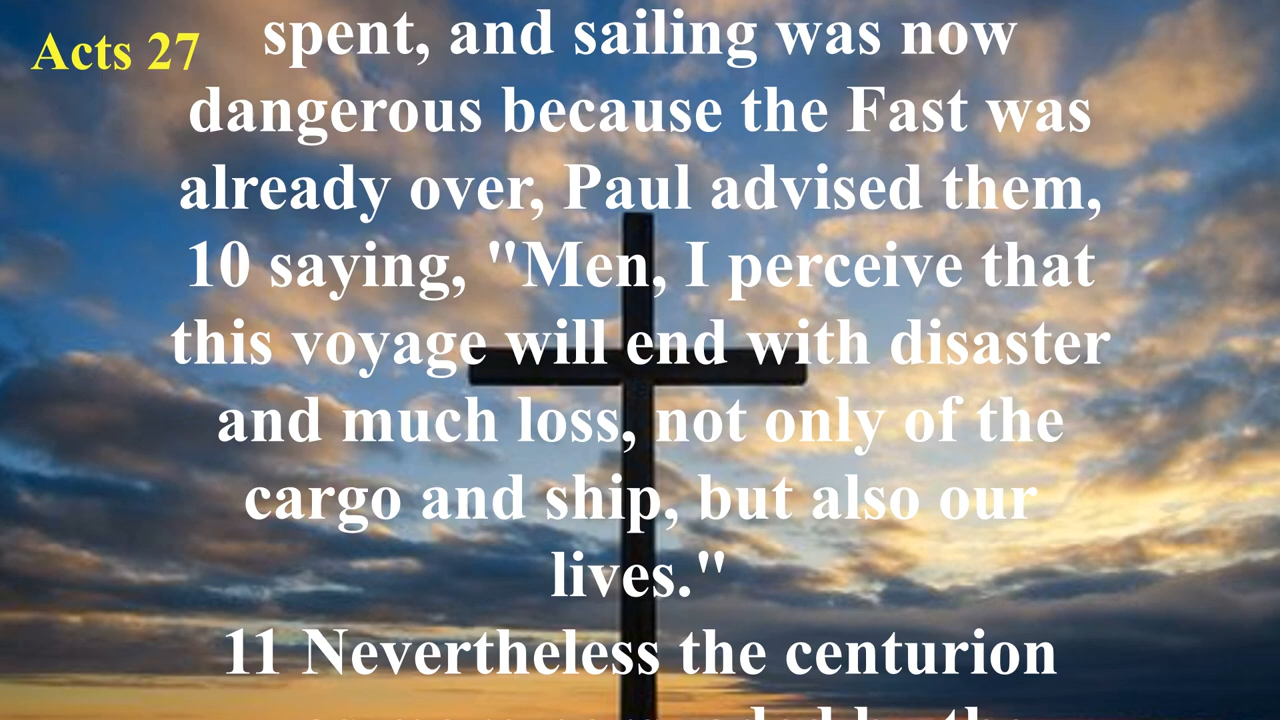 Acts 27
spent, and sailing was now
dangerous because the Fast was
already over, Paul advised them,
10 saying, "Men, I perceive that
this voyage will end with disaster
and much loss, not only of the
cargo and ship, but also our
lives."
11 Nevertheless the centurion
by the